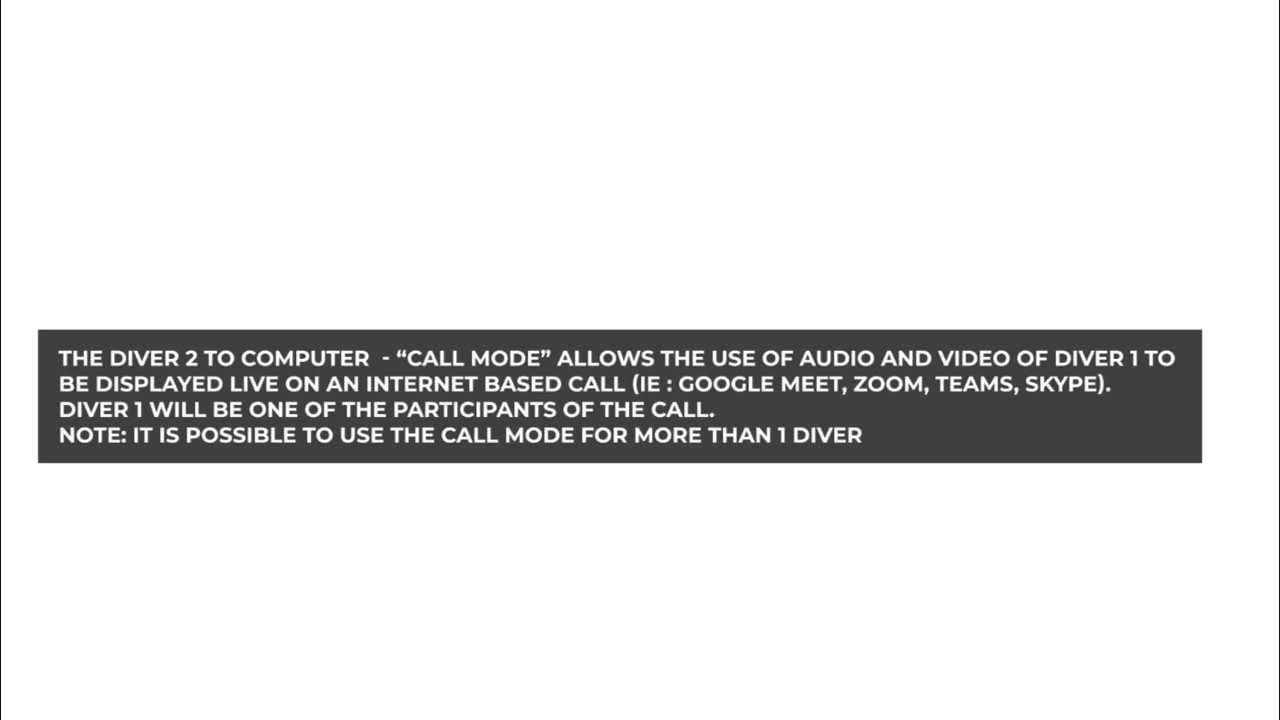 THE DIVER 2 TO COMPUTER  - “CALL MODE” ALLOWS THE USE OF AUDIO AND VIDEO OF DIVER 1 TO
BE DISPLAYED LIVE ON AN INTERNET BASED CALL (IE : GOOGLE MEET, ZOOM, TEAMS, SKYPE).
DIVER 1 WILL BE ONE OF THE PARTICIPANTS OF THE CALL.
NOTE: IT IS POSSIBLE TO USE THE CALL MODE FOR MORE THAN 1 DIVER